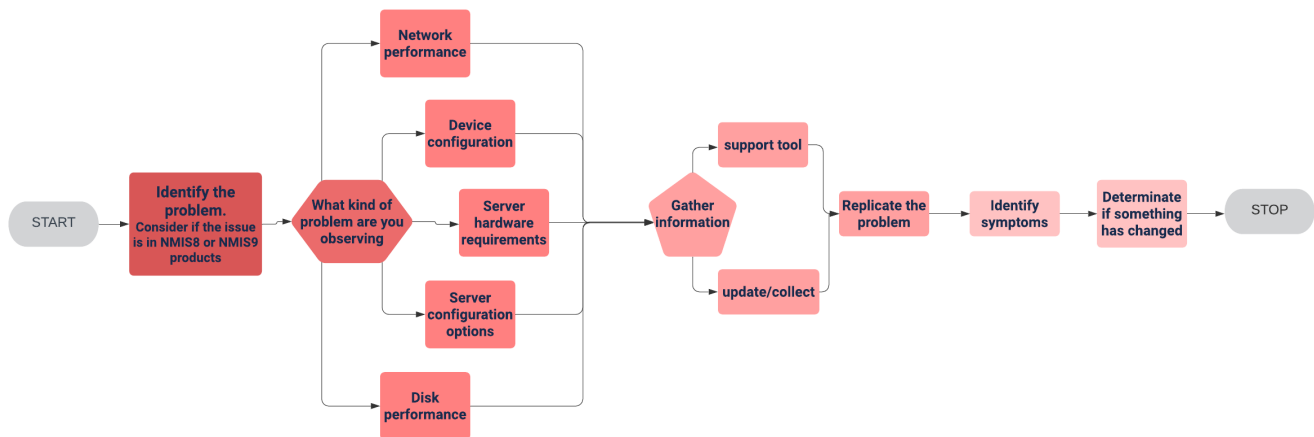 START
Identify the
problem.
Consider if the issue
is in NMIS8 or NMIS9
products
What kind of
problem are you
observing
Network
performance
Device
configuration
Server
hardware
requirements
Server
configuration
options
Disk
performance
Gather
information
support tool
update/collect
Replicate the
problem
Identify
symptoms
Determinate
if something
has changed
STOP